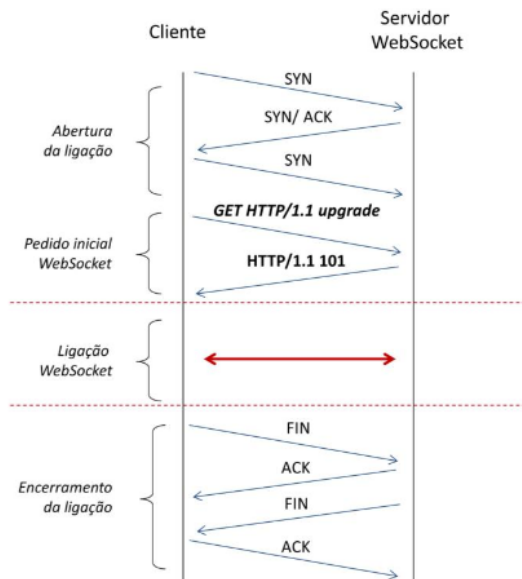 Cliente
Servidor
WebSocket
SYN
SYN/ ACK
Abertura
da ligação
SYN
GET HTTP/1.1 upgrade
Pedido inicial
WebSocket
HTTP/1.1 101
Ligação
WebSocket
FIN
ACK
Encerramento
da ligação
FIN
ACK